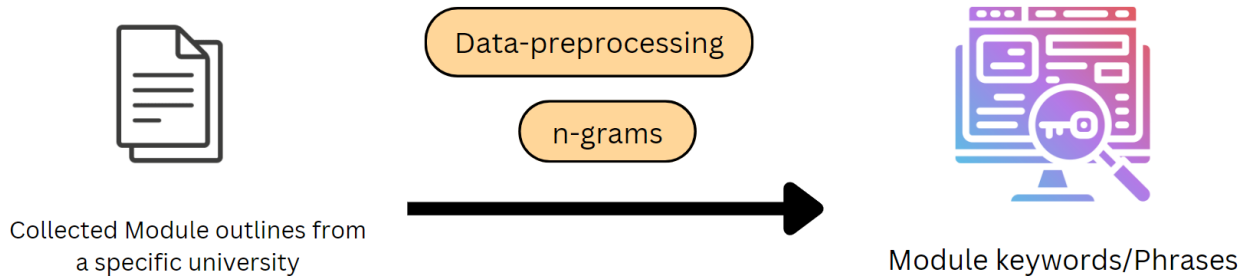 Data-preprocessing
n-grams
Collected Module outlines from
a specific university
Module keywords/Phrases